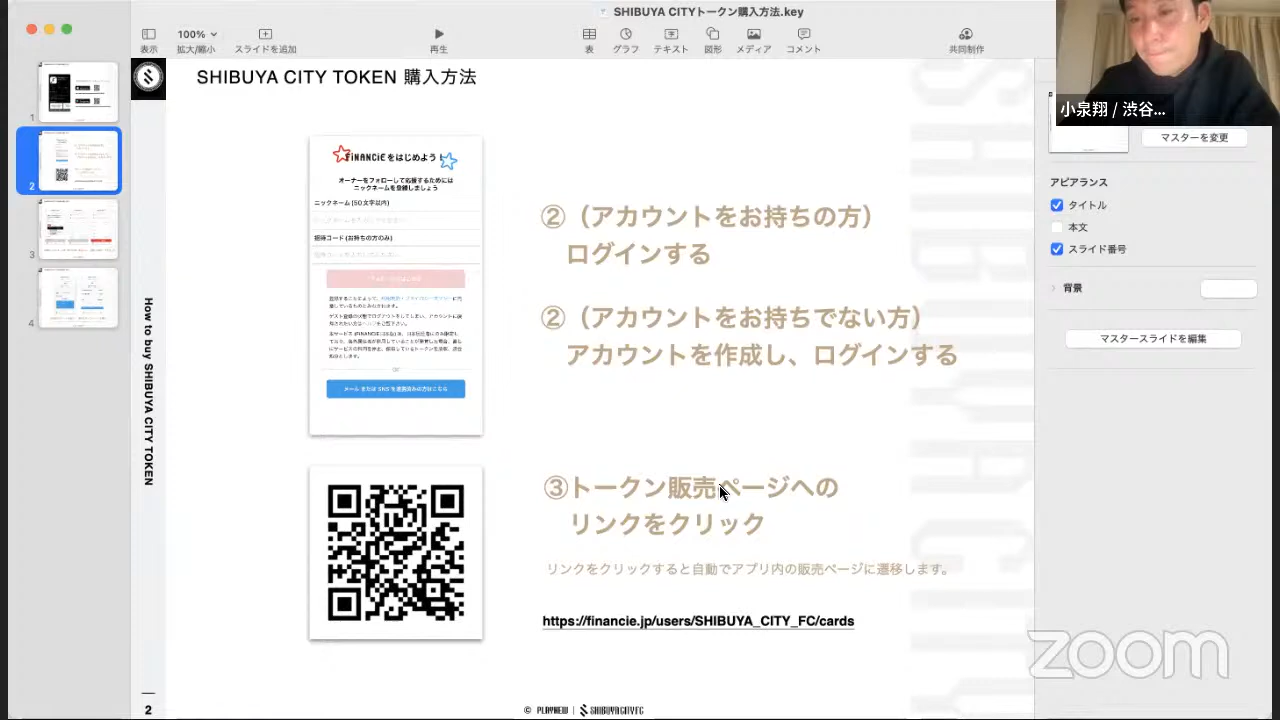 SHIBUYA CITYトークン購入方法.key
100%
表示
拡大/縮小
スライドを追加
再生
表
グラフ
テキスト
図形
メディア
コメント
共同制作
小泉翔 / 渋谷...
1
2
3
4
SHIBUYA CITY TOKEN 購入方法
How to buy SHIBUYA CITY TOKEN
2
FiNANCiE をはじめよう!
オーナーをフォローして応援するためには
ニックネームを登録しましょう
ニックネーム (50文字以内)
招待コード (お持ちの方のみ)
OR
メール または SNS を連携済みの方はこちら
②（アカウントをお持ちの方）
ログインする
②（アカウントをお持ちでない方）
アカウントを作成し、ログインする
③トークン販売ページへの
リンクをクリック
リンクをクリックすると自動でアプリ内の販売ページに遷移します。
https://financie.jp/users/SHIBUYA_CITY_FC/cards
© PLAYNEW | SHIBUYA CITY FC
マスターを変更
アピアランス
タイトル
本文
スライド番号
背景
マスタースライドを編集
zoom